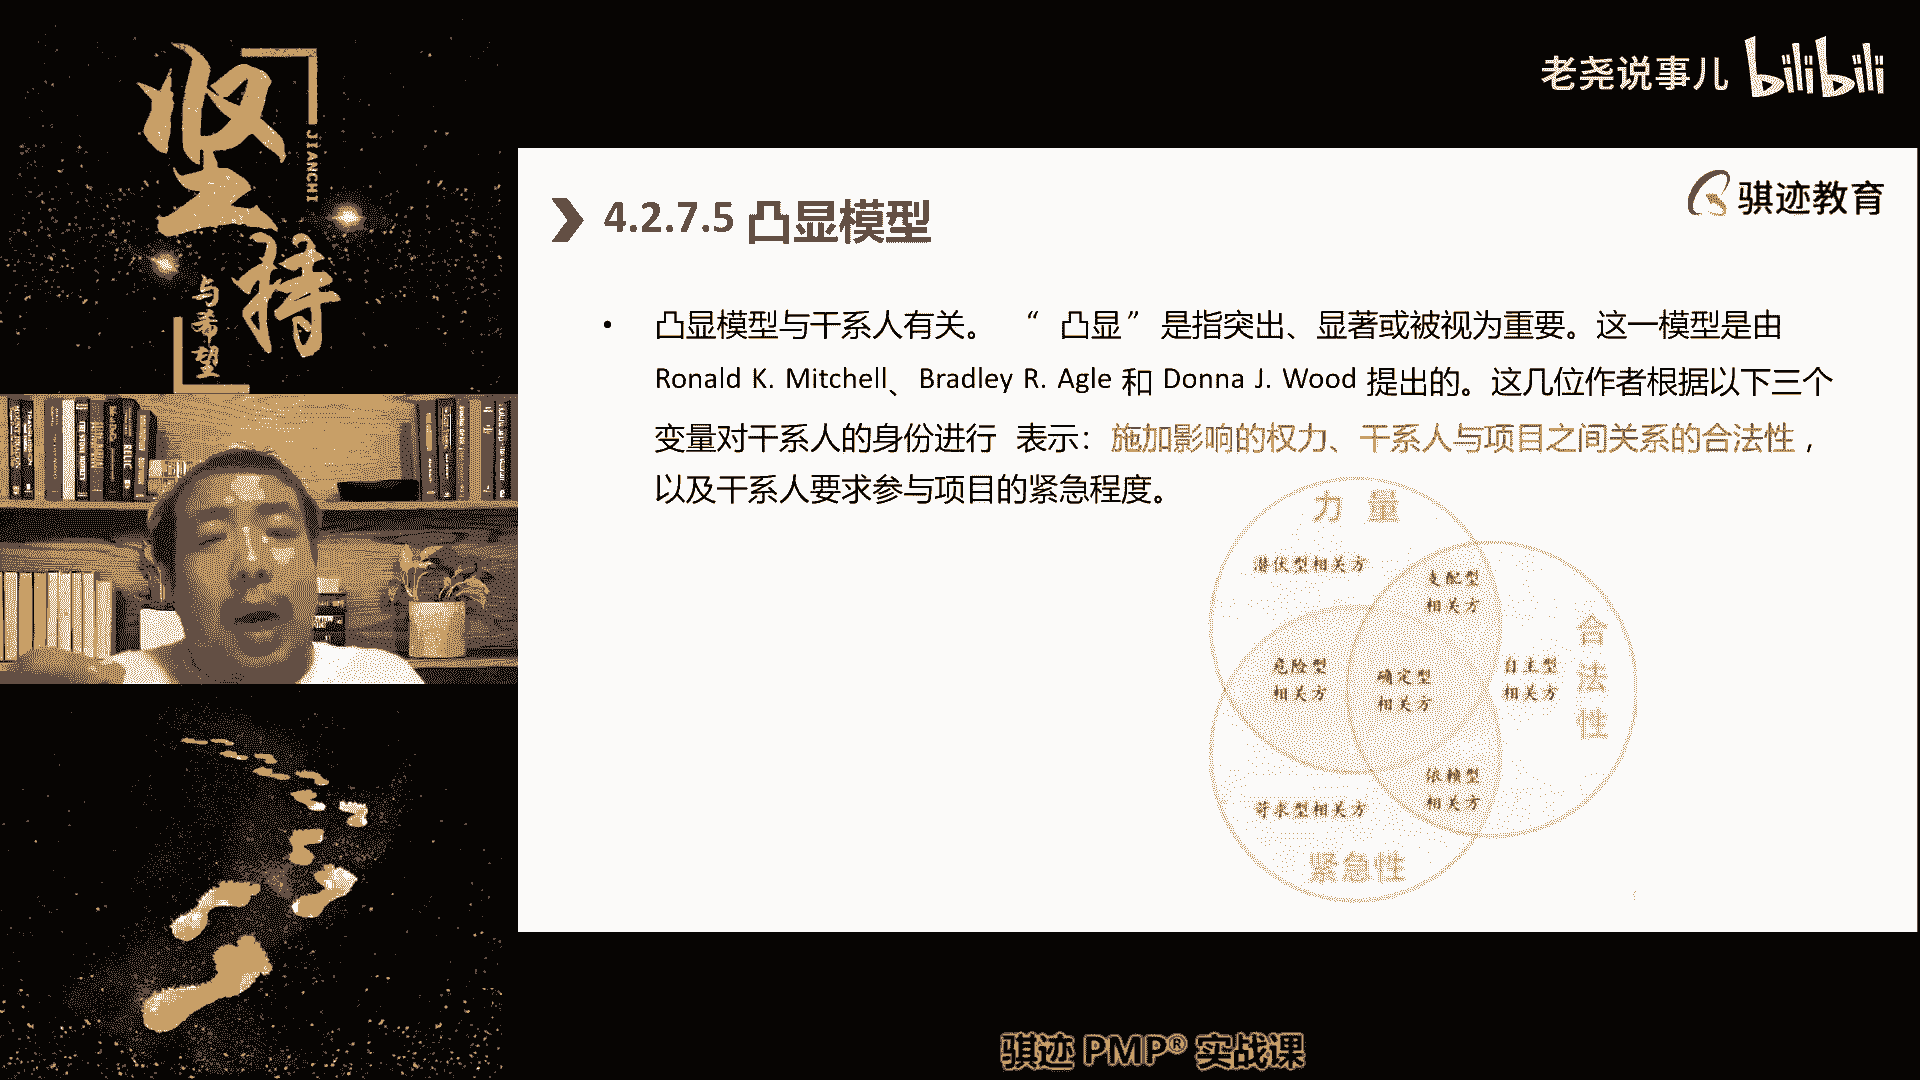 坚持
JIANCHI
与希望
老尧说事儿 bilibili
骐迹教育
4.2.7.5 凸显模型
• 凸显模型与干系人有关。 “ 凸显” 是指突出、显著或被视为重要。这一模型是由
Ronald K. Mitchell、Bradley R. Agle 和 Donna J. Wood 提出的。这几位作者根据以下三个
变量对干系人的身份进行 表示：施加影响的权力、干系人与项目之间关系的合法性，
以及干系人要求参与项目的紧急程度。
力 量
潜伏型相关方
支配型
相关方
危险型
相关方
确定型
相关方
自主型
相关方
合法性
依赖型
相关方
苛求型相关方
紧急性
骐迹 PMP® 实战课